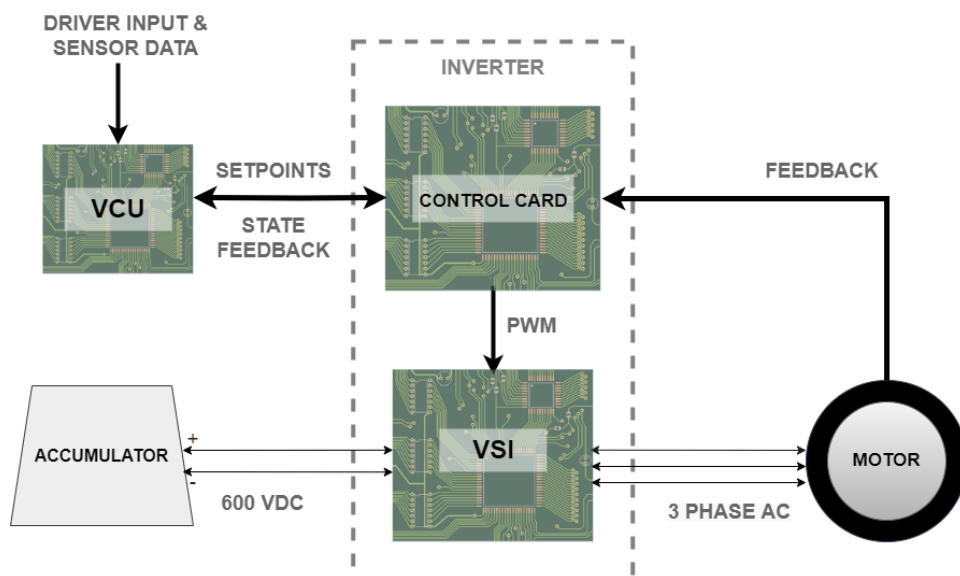 DRIVER INPUT &
SENSOR DATA
INVERTER
VCU
SETPOINTS
STATE
FEEDBACK
CONTROL CARD
FEEDBACK
PWM
ACCUMULATOR
+
-
600 VDC
VSI
3 PHASE AC
MOTOR